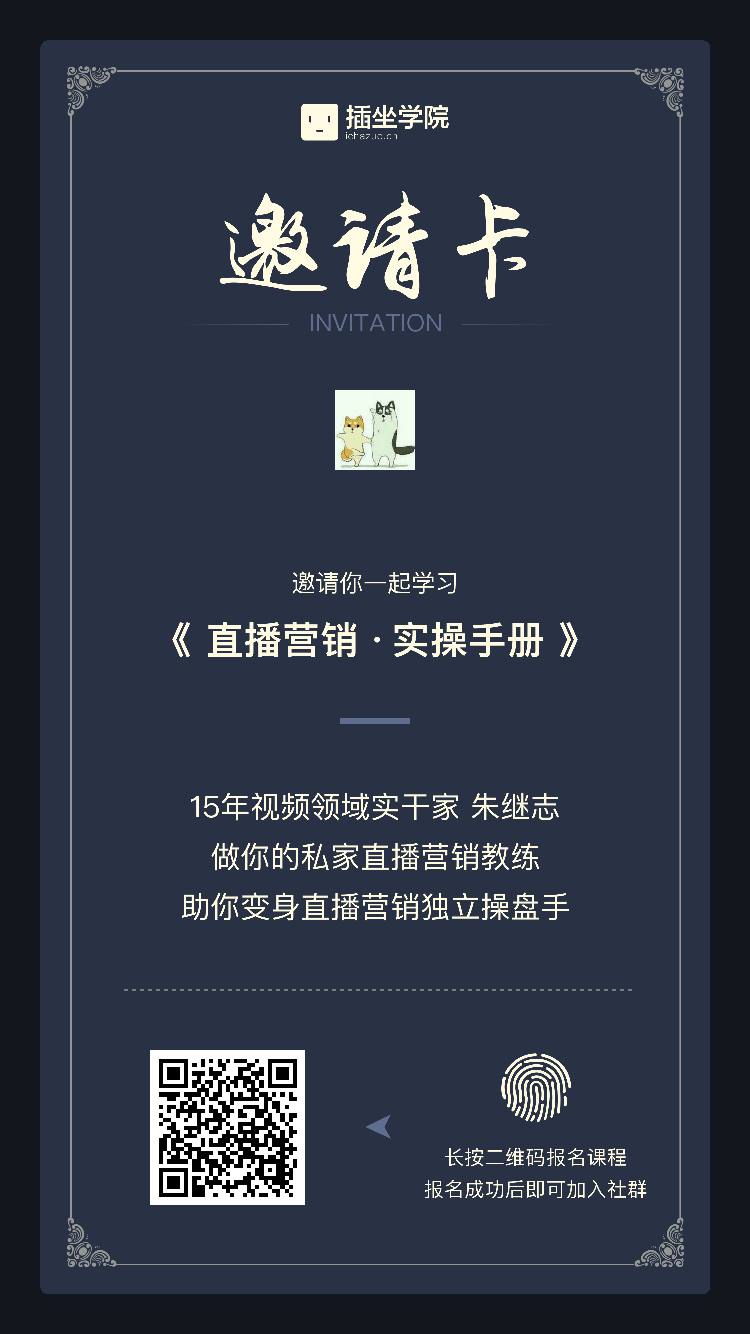 插坐学院
ichazuo.cn
邀请卡
INVITATION
邀请你一起学习
《 直播营销 · 实操手册 》
15年视频领域实干家 朱继志
做你的私家直播营销教练
助你变身直播营销独立操盘手
长按二维码报名课程
报名成功后即可加入社群